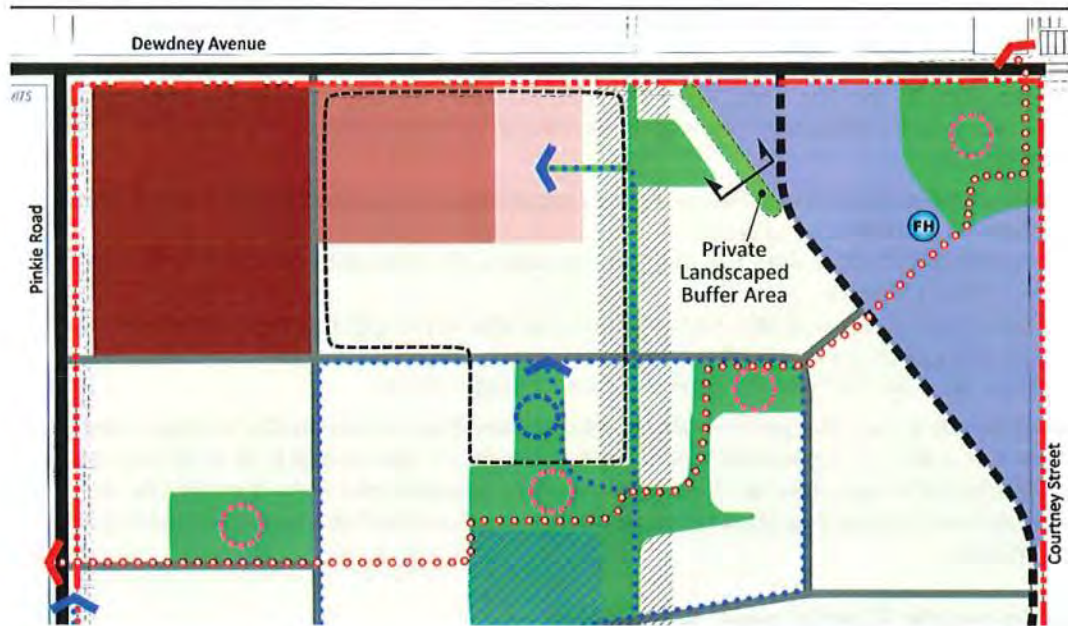 Dewdney Avenue
Pinkie Road
Private
Landscaped
Buffer Area
FH
Courtney Street